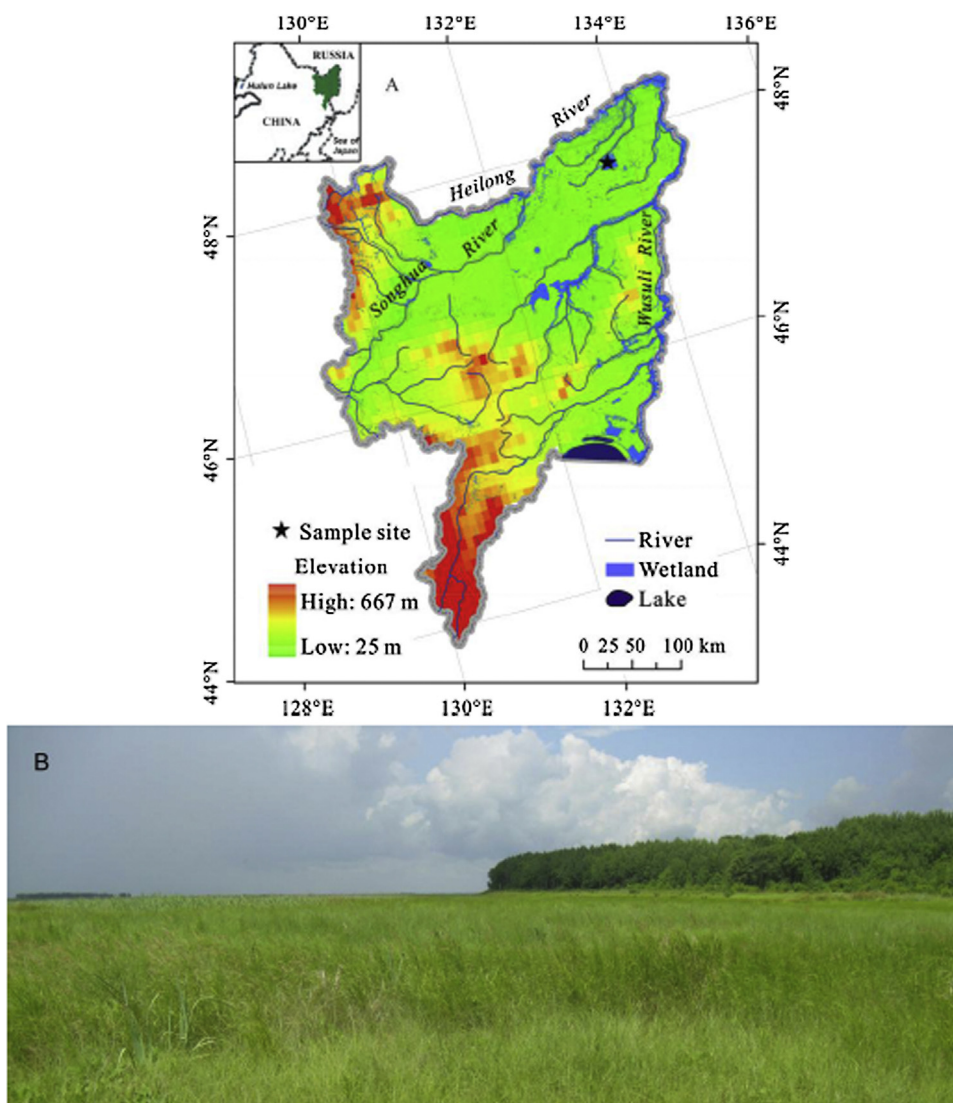 130°E 132°E 134°E 136°E
RUSSIA
Hulun Lake
CHINA
Sea of
Japan
A
River
Heilong
River
Songhua
Wusuli River
48°N
46°N
44°N
48°N
46°N
44°N
Sample site
Elevation
High: 667 m
Low: 25 m
River
Wetland
Lake
0 25 50 100 km
128°E 130°E 132°E
B